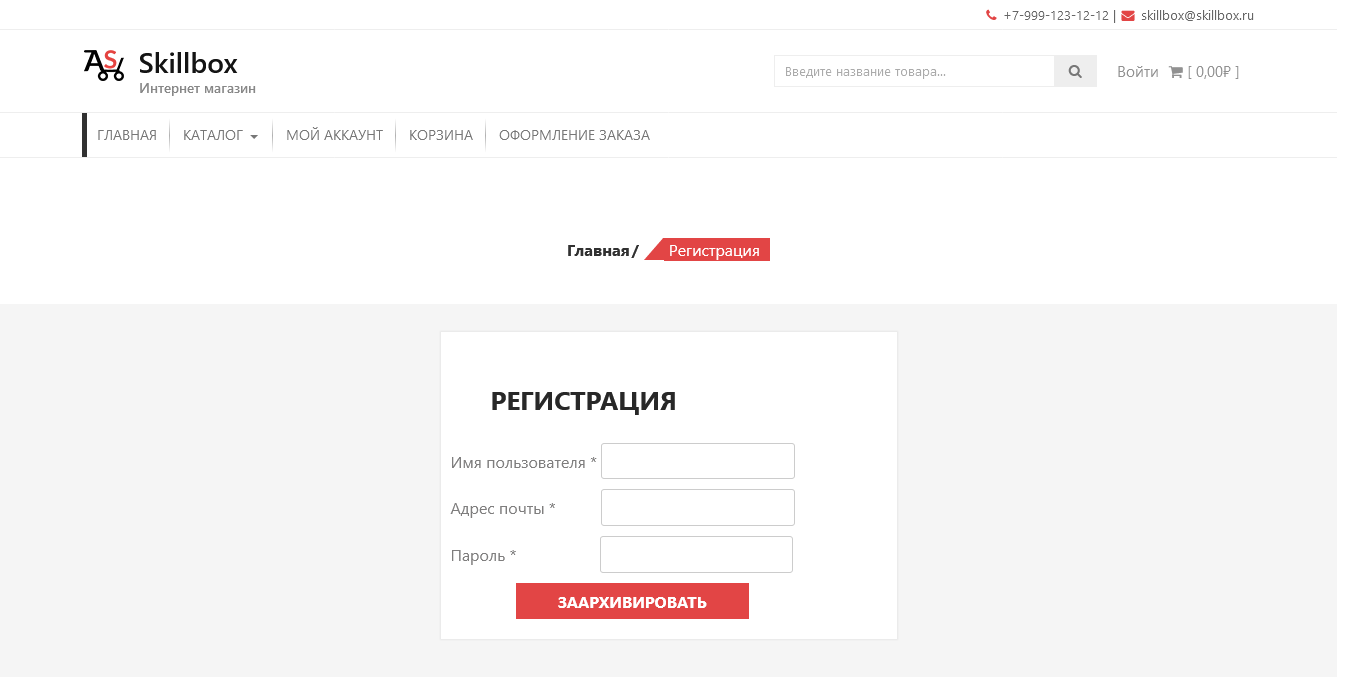 +7-999-123-12-12 | skillbox@skillbox.ru
AS Skillbox
Интернет магазин
Введите название товара...
Войти [ 0,00₽ ]
ГЛАВНАЯ КАТАЛОГ МОЙ АККАУНТ КОРЗИНА ОФОРМЛЕНИЕ ЗАКАЗА
Главная / Регистрация
РЕГИСТРАЦИЯ
Имя пользователя *
Адрес почты *
Пароль *
ЗААРХИВИРОВАТЬ